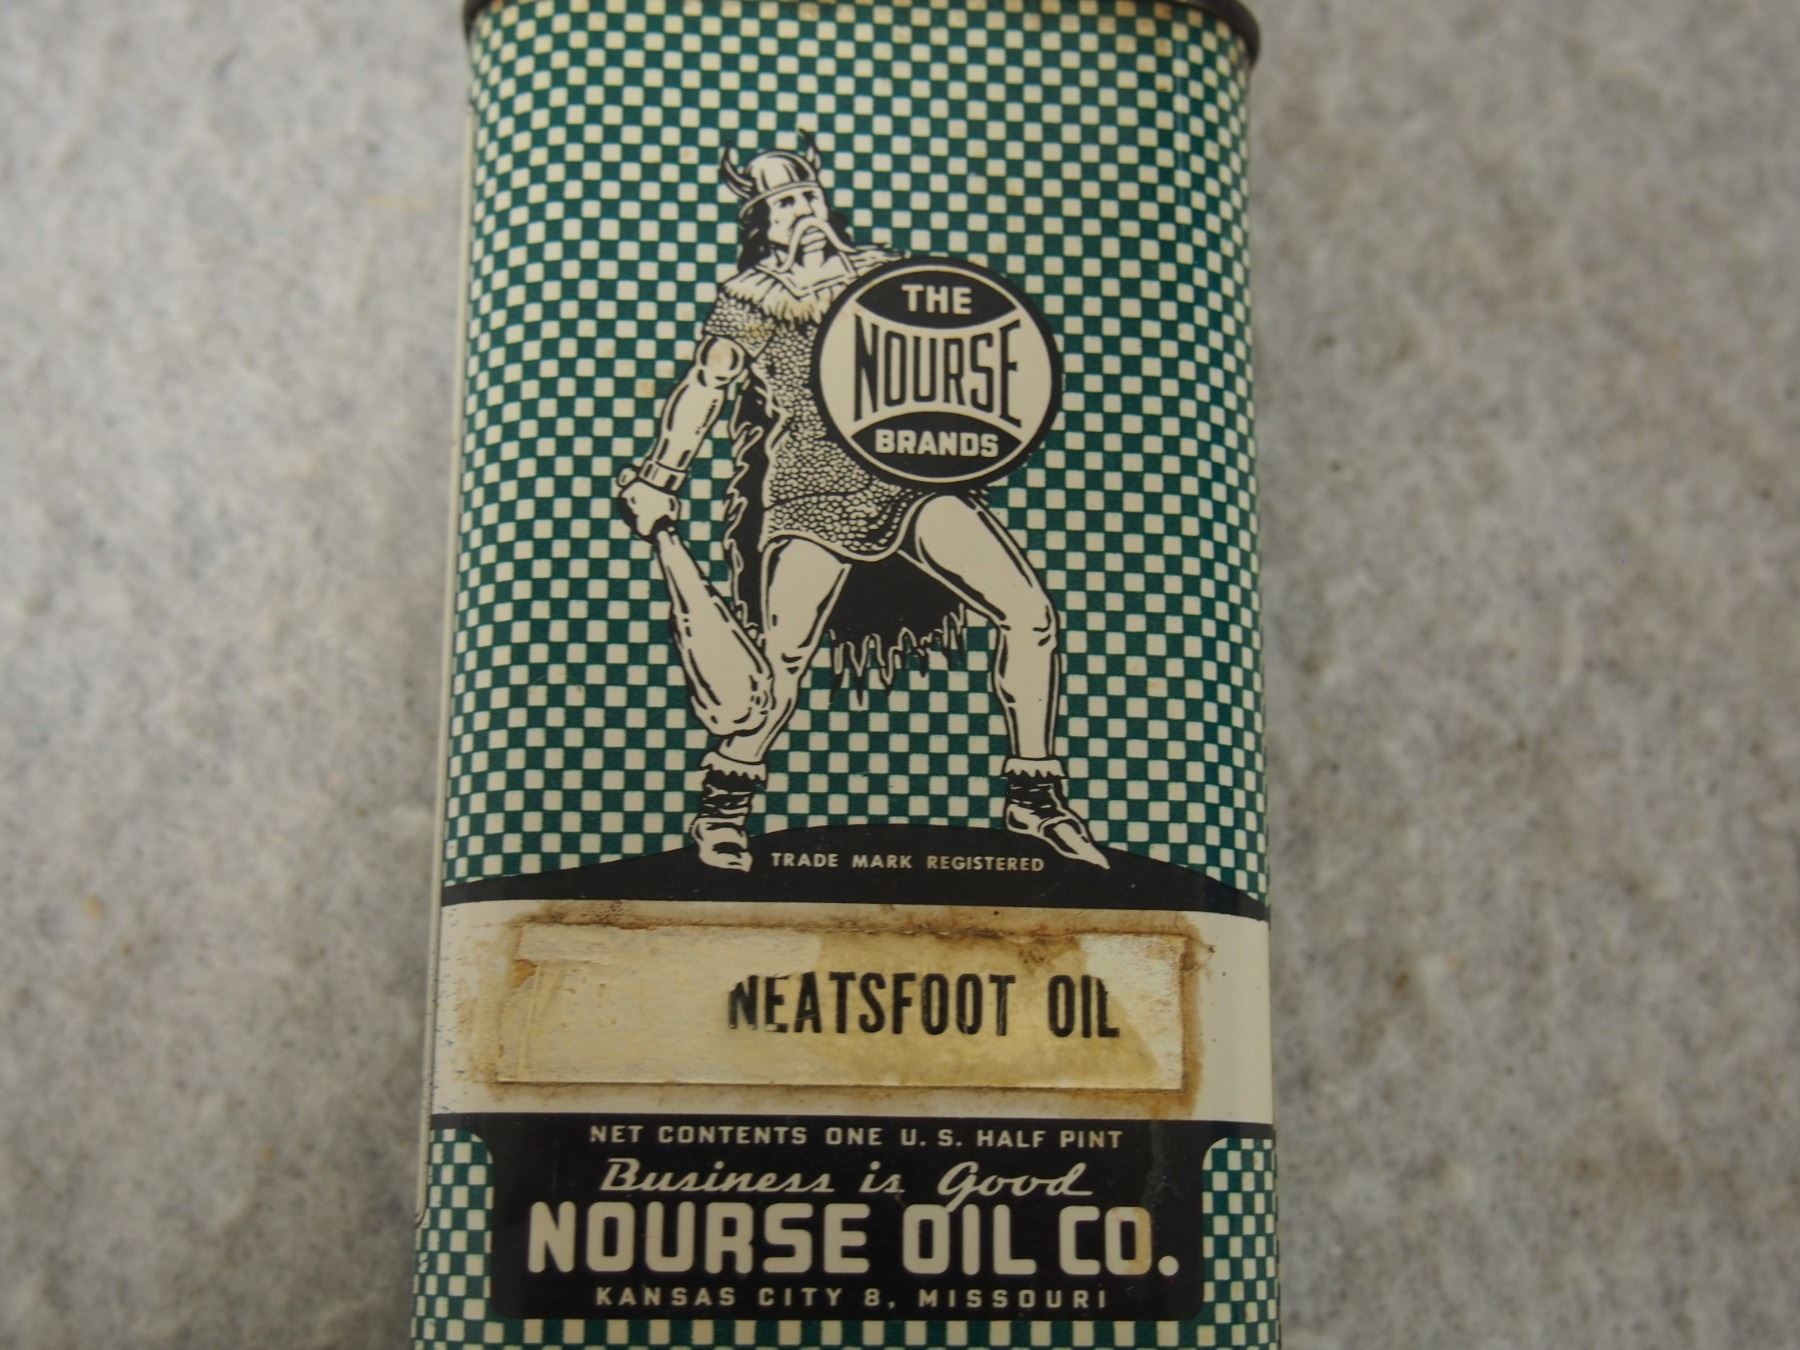 THE
NOURSE
BRANDS
TRADE MARK REGISTERED
NEATSFOOT OIL
NET CONTENTS ONE U. S. HALF PINT
Business is Good
NOURSE OIL CO.
KANSAS CITY 8, MISSOURI